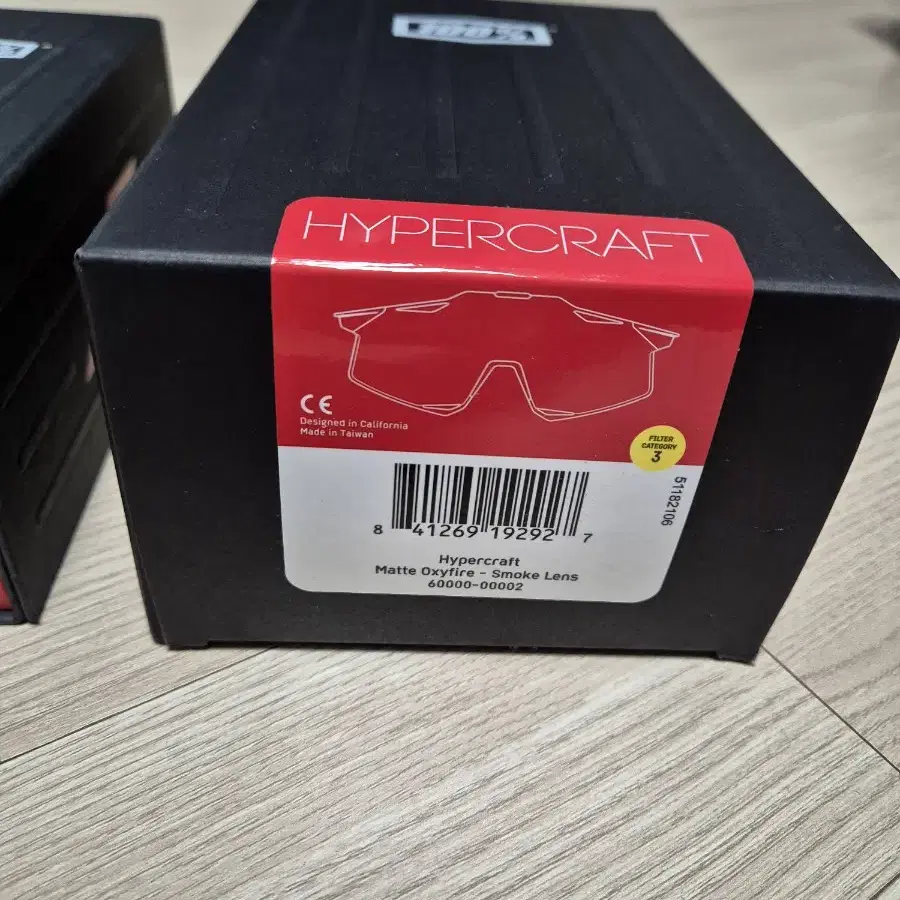 100%
HYPERCRAFT
CE
Designed in California
Made in Taiwan
FILTER
CATEGORY
3
51182106
8 41269 19292 7
Hypercraft
Matte Oxyfire - Smoke Lens
60000-00002